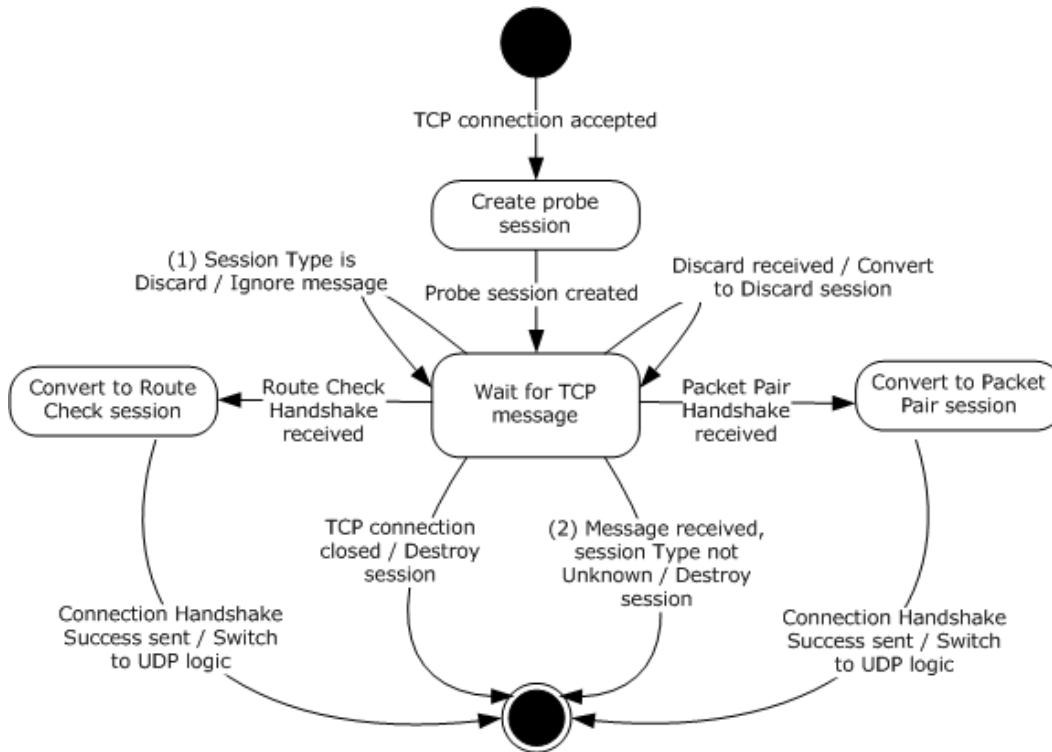 TCP connection accepted
Create probe
session
(1) Session Type is
Discard / Ignore message
Probe session created
Discard received / Convert
to Discard session
Convert to Route
Check session
Route Check
Handshake
received
Wait for TCP
message
Packet Pair
Handshake
received
Convert to Packet
Pair session
TCP connection
closed / Destroy
session
(2) Message received,
session Type not
Unknown / Destroy
session
Connection Handshake
Success sent / Switch
to UDP logic
Connection Handshake
Success sent / Switch
to UDP logic